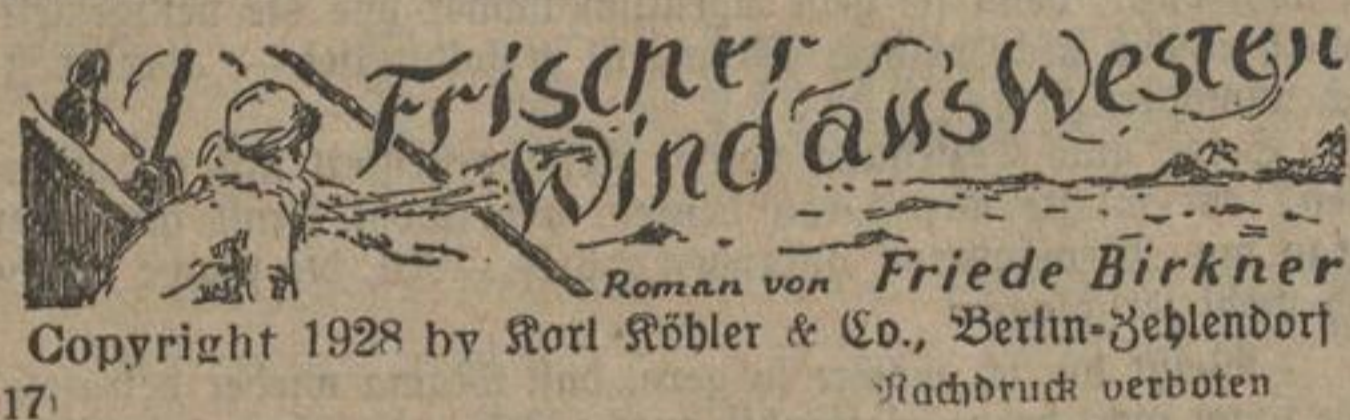 Frischer
Wind aus Westen
Roman von Friede Birkner
Copyright 1928 by Karl Köhler & Co., Berlin-Zehlendorf
17)
Nachdruck verboten